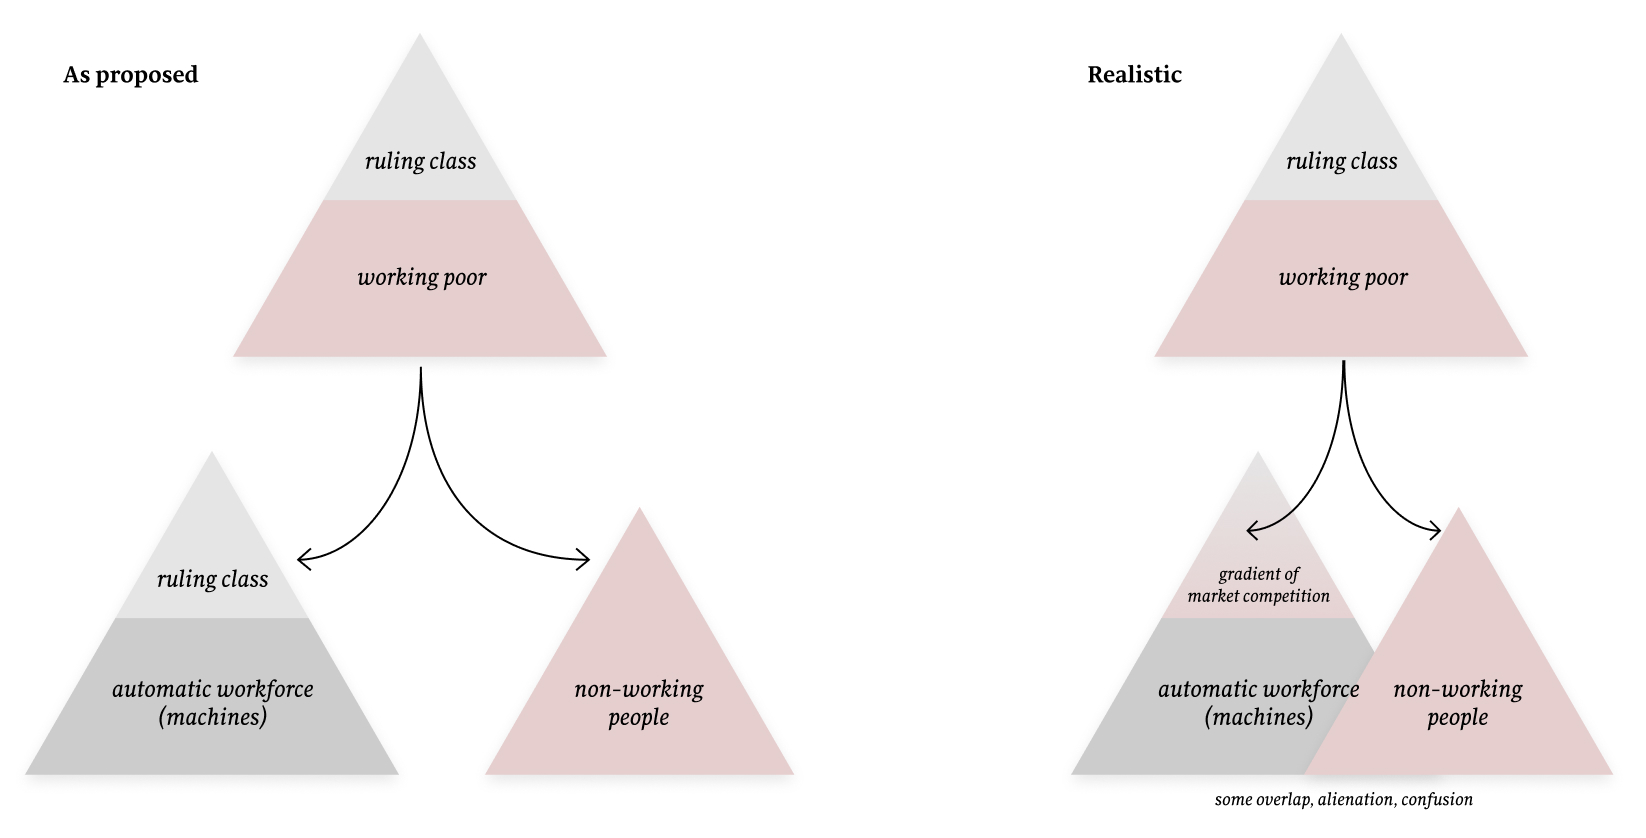 As proposed
ruling class
working poor
ruling class
automatic workforce
(machines)
non-working
people
Realistic
ruling class
working poor
gradient of
market competition
automatic workforce
(machines)
non-working
people
some overlap, alienation, confusion